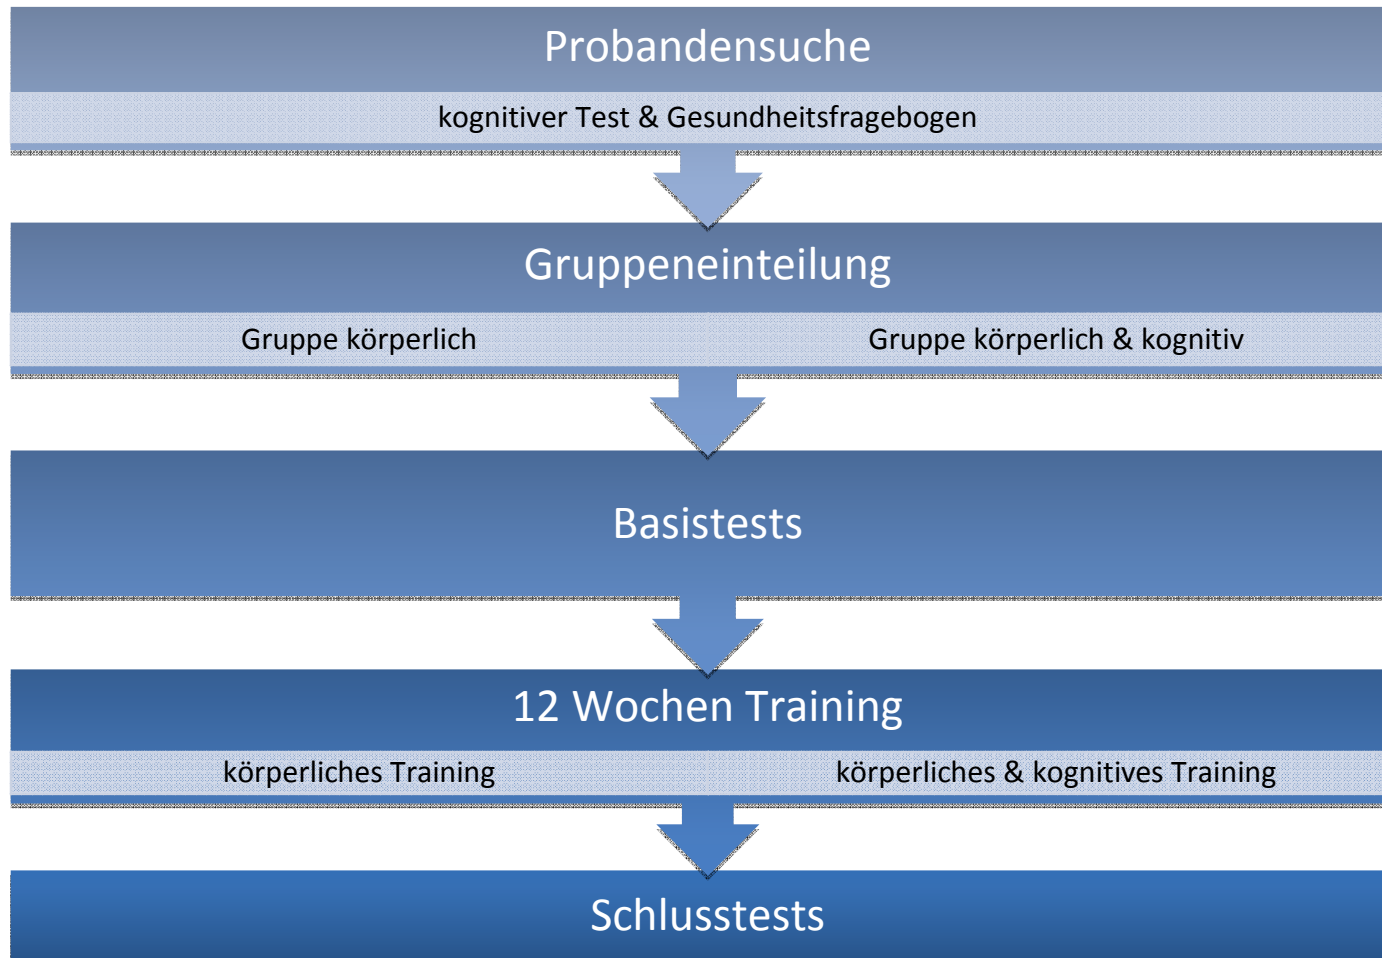 Probandensuche
kognitiver Test & Gesundheitsfragebogen
Gruppeneinteilung
Gruppe körperlich
Gruppe körperlich & kognitiv
Basistests
12 Wochen Training
körperliches Training
körperliches & kognitives Training
Schlusstests